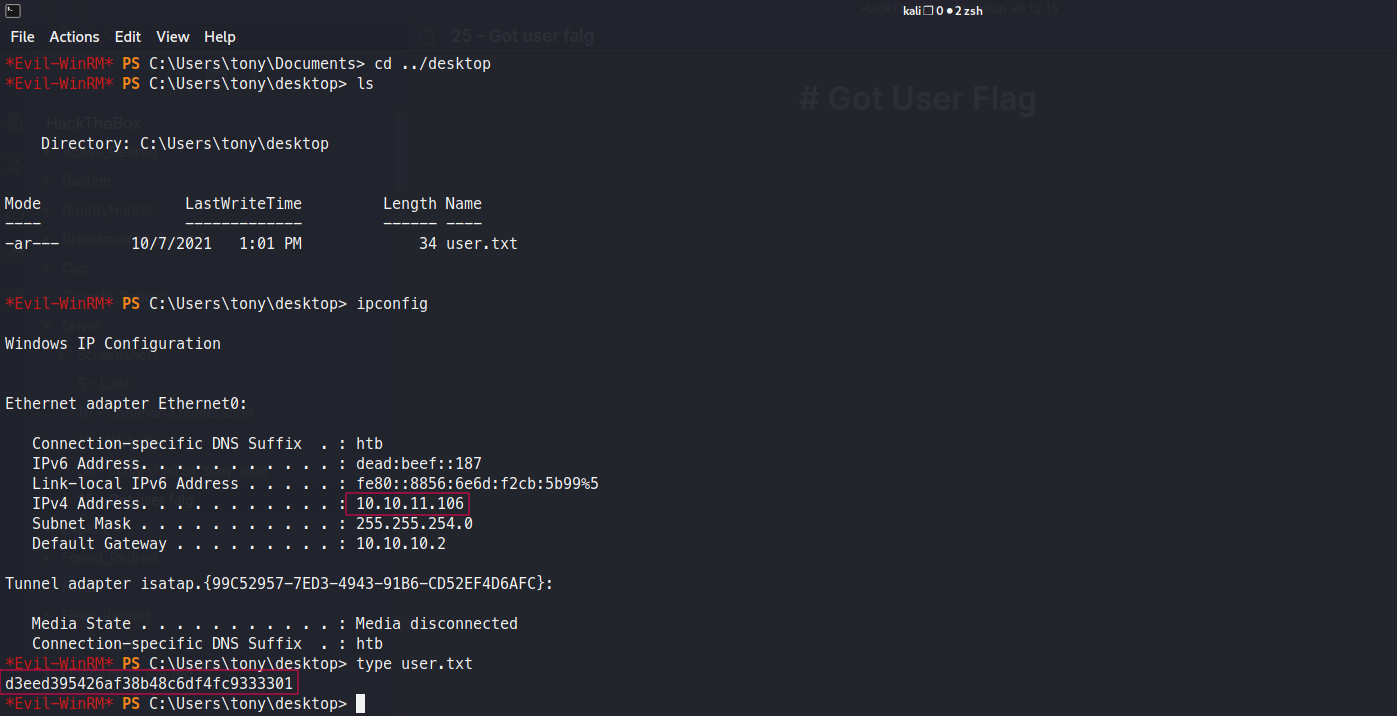 kali 0 2 zsh
File Actions Edit View Help
25 - Got user falg
*Evil-WinRM* PS C:\Users\tony\Documents> cd ../desktop
*Evil-WinRM* PS C:\Users\tony\desktop> ls
# Got User Flag
HackTheBox
Directory: C:\Users\tony\desktop
Bastion
Mode LastWriteTime Length Name
BountyHunter
---- ------------- ------ ----
-ar--- 10/7/2021 1:01 PM 34 user.txt
Cap
*Evil-WinRM* PS C:\Users\tony\desktop> ipconfig
Driver
Windows IP Configuration
Screenshots
5 - Loot
Ethernet adapter Ethernet0:
Connection-specific DNS Suffix . : htb
IPv6 Address. . . . . . . . . . . : dead:beef::187
Link-local IPv6 Address . . . . . : fe80::8856:6e6d:f2cb:5b99%5
IPv4 Address. . . . . . . . . . . : 10.10.11.106
Subnet Mask . . . . . . . . . . . : 255.255.254.0
Default Gateway . . . . . . . . . : 10.10.10.2
Forest_Retired
Tunnel adapter isatap.{99C52957-7ED3-4943-91B6-CD52EF4D6AFC}:
Media State . . . . . . . . . . . : Media disconnected
Connection-specific DNS Suffix . : htb
*Evil-WinRM* PS C:\Users\tony\desktop> type user.txt
d3eed395426af38b48c6df4fc9333301
*Evil-WinRM* PS C:\Users\tony\desktop>